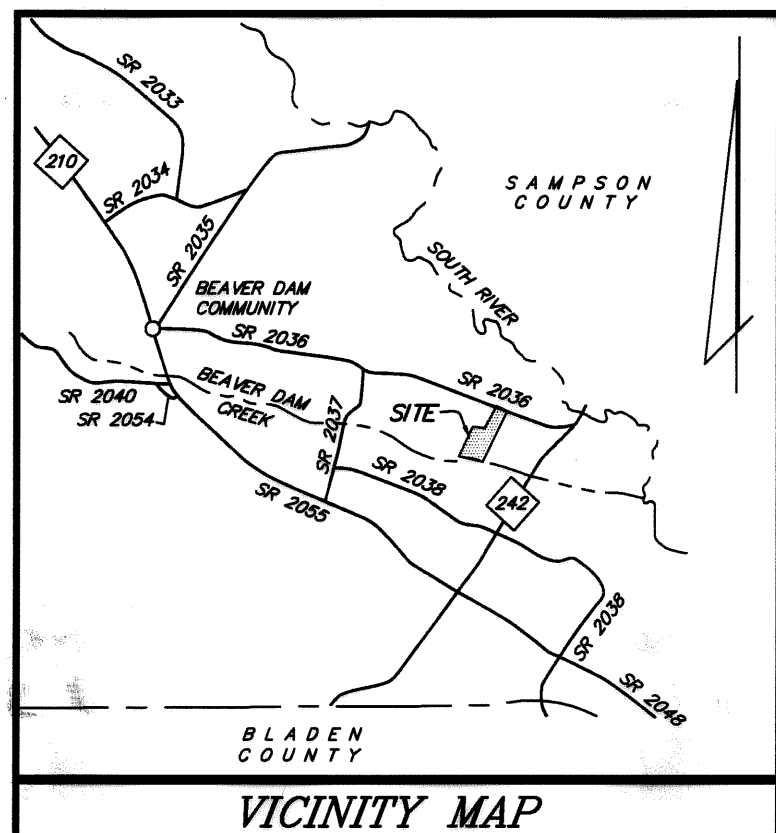 SR 2033
210
SR 2034
SAMPSON
COUNTY
SR 2035
SOUTH RIVER
BEAVER DAM
COMMUNITY
SR 2036
SR 2036
BEAVER DAM
CREEK
SR 2040
SR 2054
SR 2037
SITE
SR 2038
242
SR 2055
SR 2038
SR 2048
BLADEN
COUNTY
VICINITY MAP